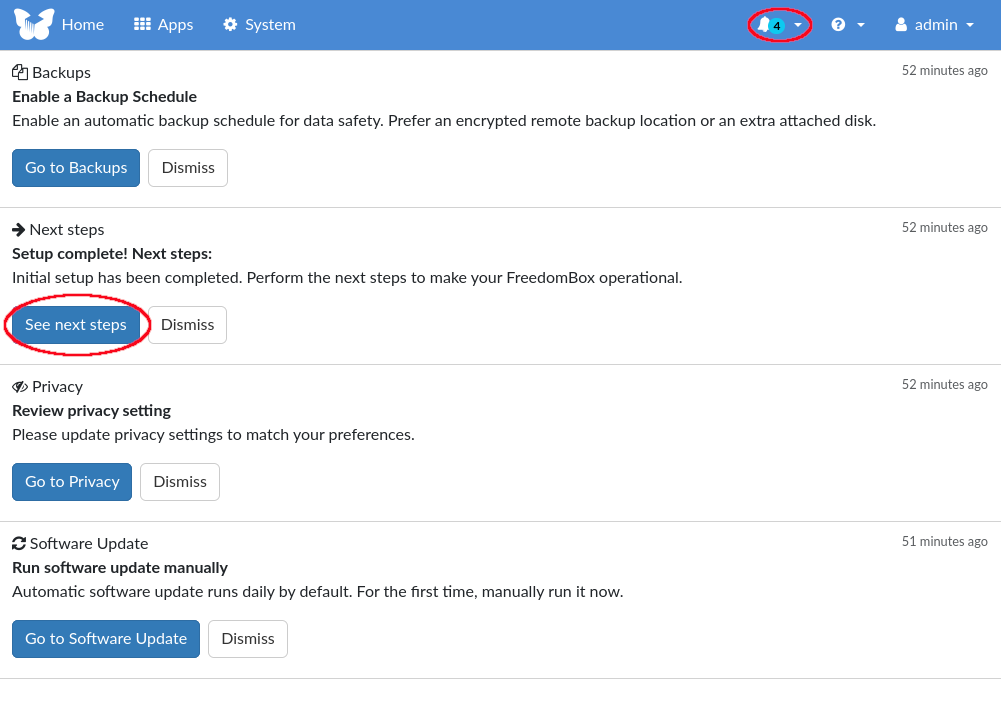 Home Apps System 4 admin
Backups 52 minutes ago
Enable a Backup Schedule
Enable an automatic backup schedule for data safety. Prefer an encrypted remote backup location or an extra attached disk.
Go to Backups Dismiss
Next steps 52 minutes ago
Setup complete! Next steps:
Initial setup has been completed. Perform the next steps to make your FreedomBox operational.
See next steps Dismiss
Privacy 52 minutes ago
Review privacy setting
Please update privacy settings to match your preferences.
Go to Privacy Dismiss
Software Update 51 minutes ago
Run software update manually
Automatic software update runs daily by default. For the first time, manually run it now.
Go to Software Update Dismiss